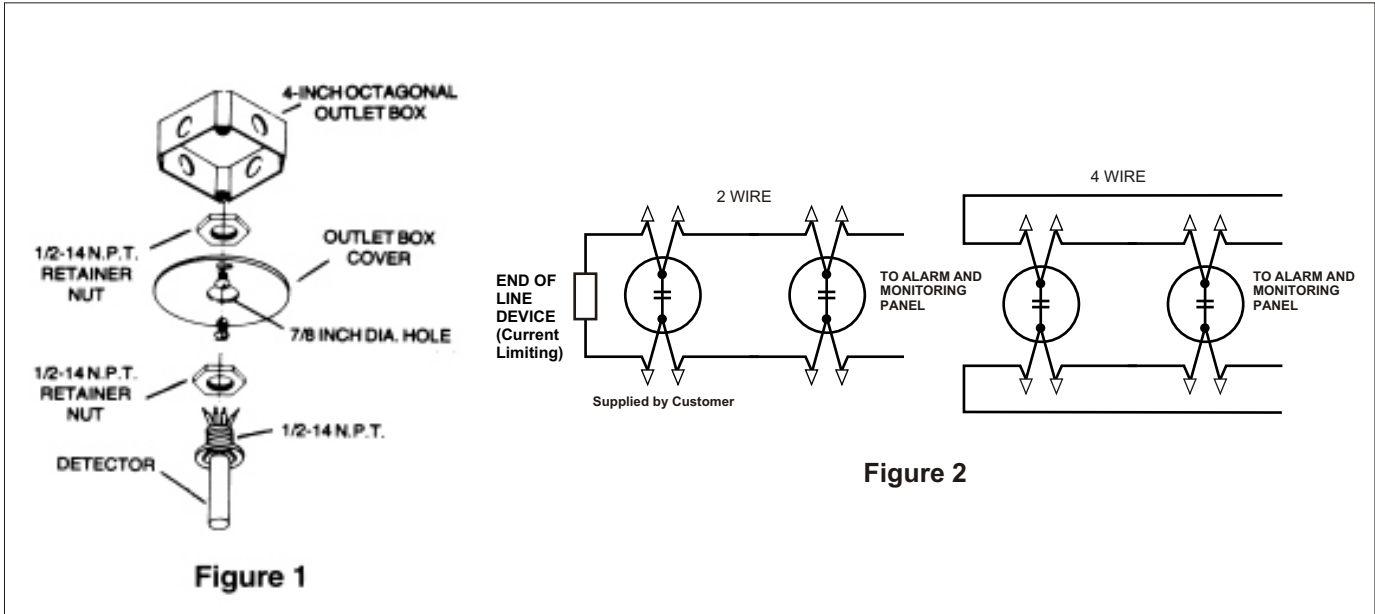 4-INCH OCTAGONAL
OUTLET BOX
1/2-14 N.P.T.
RETAINER
NUT
OUTLET BOX
COVER
7/8 INCH DIA. HOLE
1/2-14 N.P.T.
RETAINER
NUT
1/2-14 N.P.T.
DETECTOR
Figure 1
2 WIRE
END OF
LINE
DEVICE
(Current
Limiting)
TO ALARM AND
MONITORING
PANEL
Supplied by Customer
4 WIRE
TO ALARM AND
MONITORING
PANEL
Figure 2